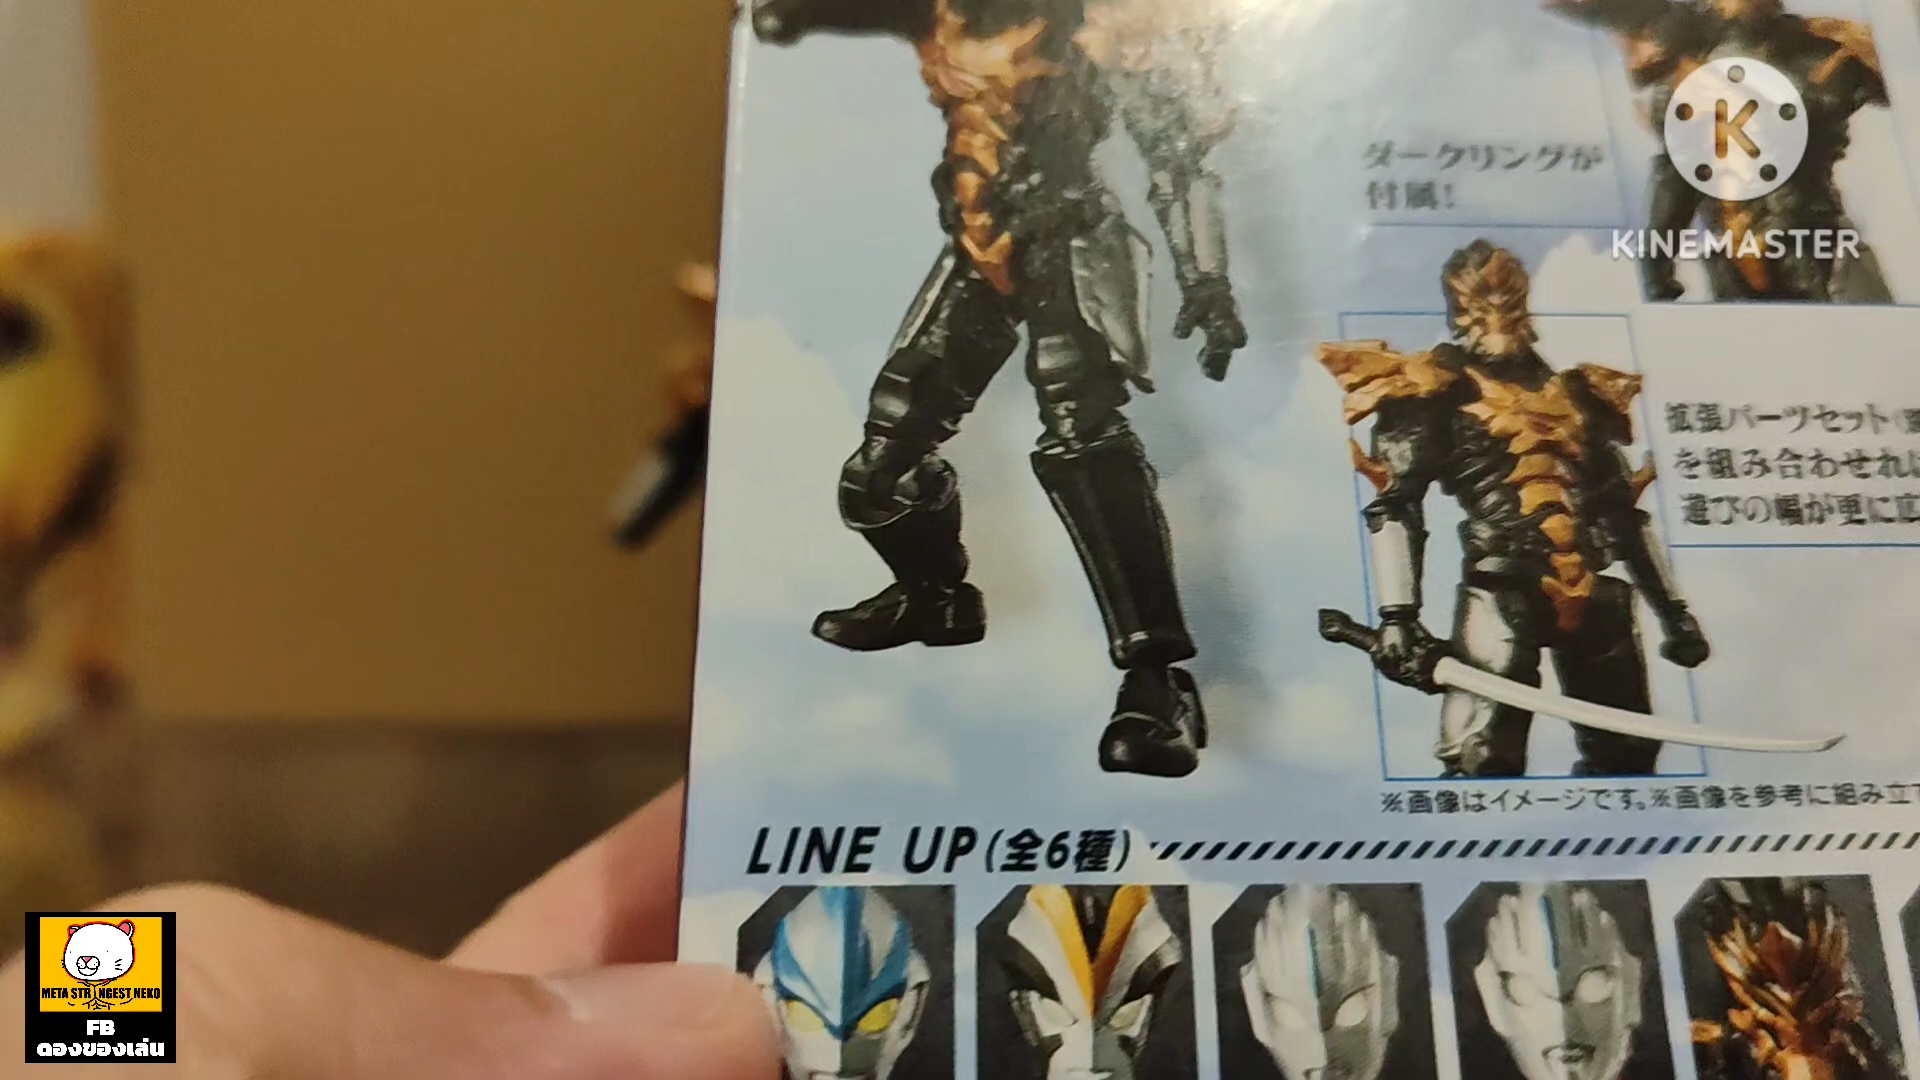 ダークリングが
付属!
K
KINEMASTER
拡張パーツセット
を組み合わせれば
遊びの幅が更に広
※画像はイメージです。※画像を参考に組み立て
LINE UP(全6種)
META STRONGEST NEKO
FB
ดองของเล่น